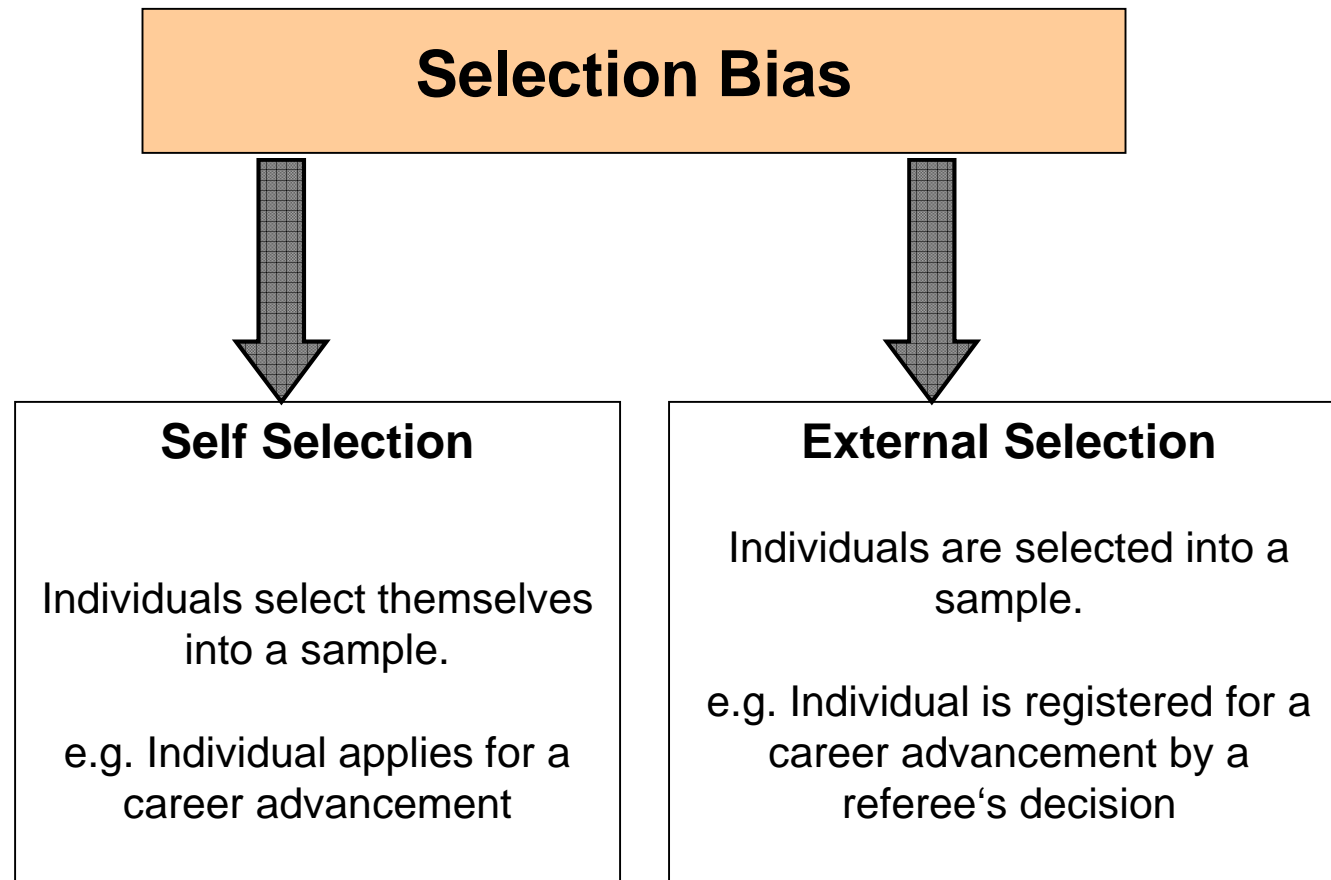 Selection Bias
Self Selection
Individuals select themselves
into a sample.
e.g. Individual applies for a
career advancement
External Selection
Individuals are selected into a
sample.
e.g. Individual is registered for a
career advancement by a
referee‘s decision